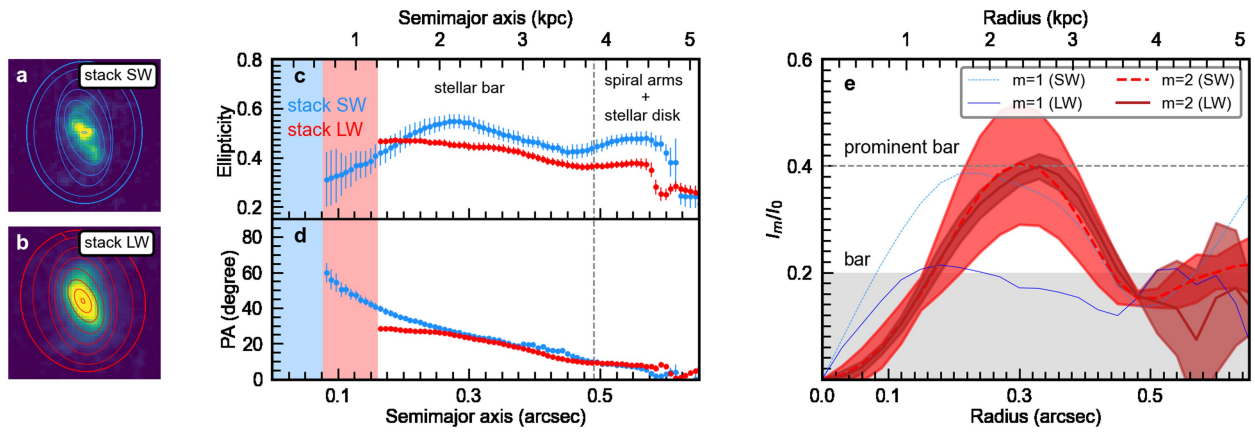 a
stack SW
b
stack LW
Semimajor axis (kpc)
1 2 3 4 5
0.8
0.6
0.4
0.2
Ellipticity
c
stack SW
stack LW
stellar bar
spiral arms
+
stellar disk
80
60
40
20
0
PA (degree)
d
0.1 0.3 0.5
Semimajor axis (arcsec)
Radius (kpc)
1 2 3 4 5
e
m=1 (SW) m=2 (SW)
m=1 (LW) m=2 (LW)
0.6
0.4
0.2
0.0
I_m/I_0
prominent bar
bar
0.0 0.1 0.3 0.5
Radius (arcsec)